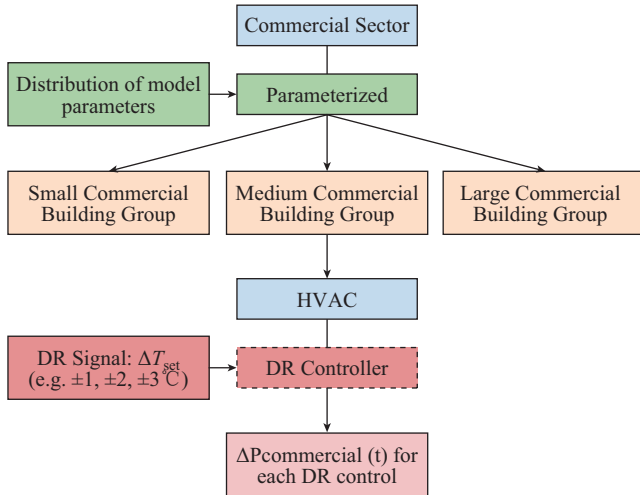 Commercial Sector
Distribution of model
parameters
Parameterized
Small Commercial
Building Group
Medium Commercial
Building Group
Large Commercial
Building Group
HVAC
DR Signal: ΔTset
(e.g. ±1, ±2, ±3℃)
DR Controller
ΔPcommercial (t) for
each DR control